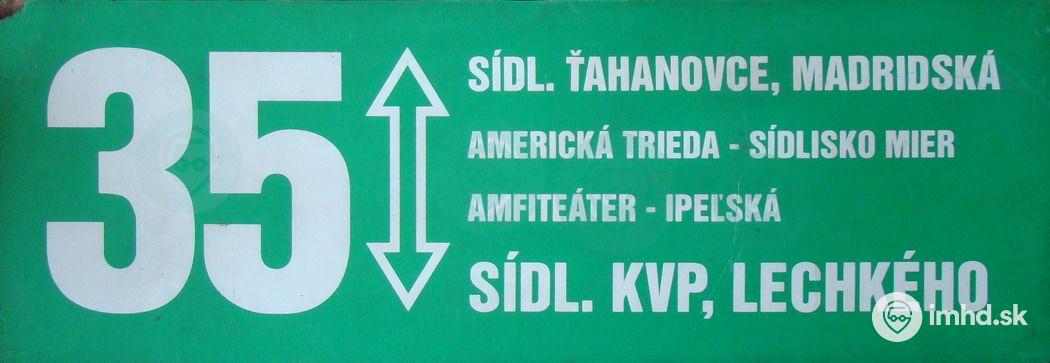 35
SÍDL. ŤAHANOVCE, MADRIDSKÁ
AMERICKÁ TRIEDA - SÍDLISKO MIER
AMFITEÁTER - IPEĽSKÁ
SÍDL. KVP, LECHKÉHO
imhd.sk